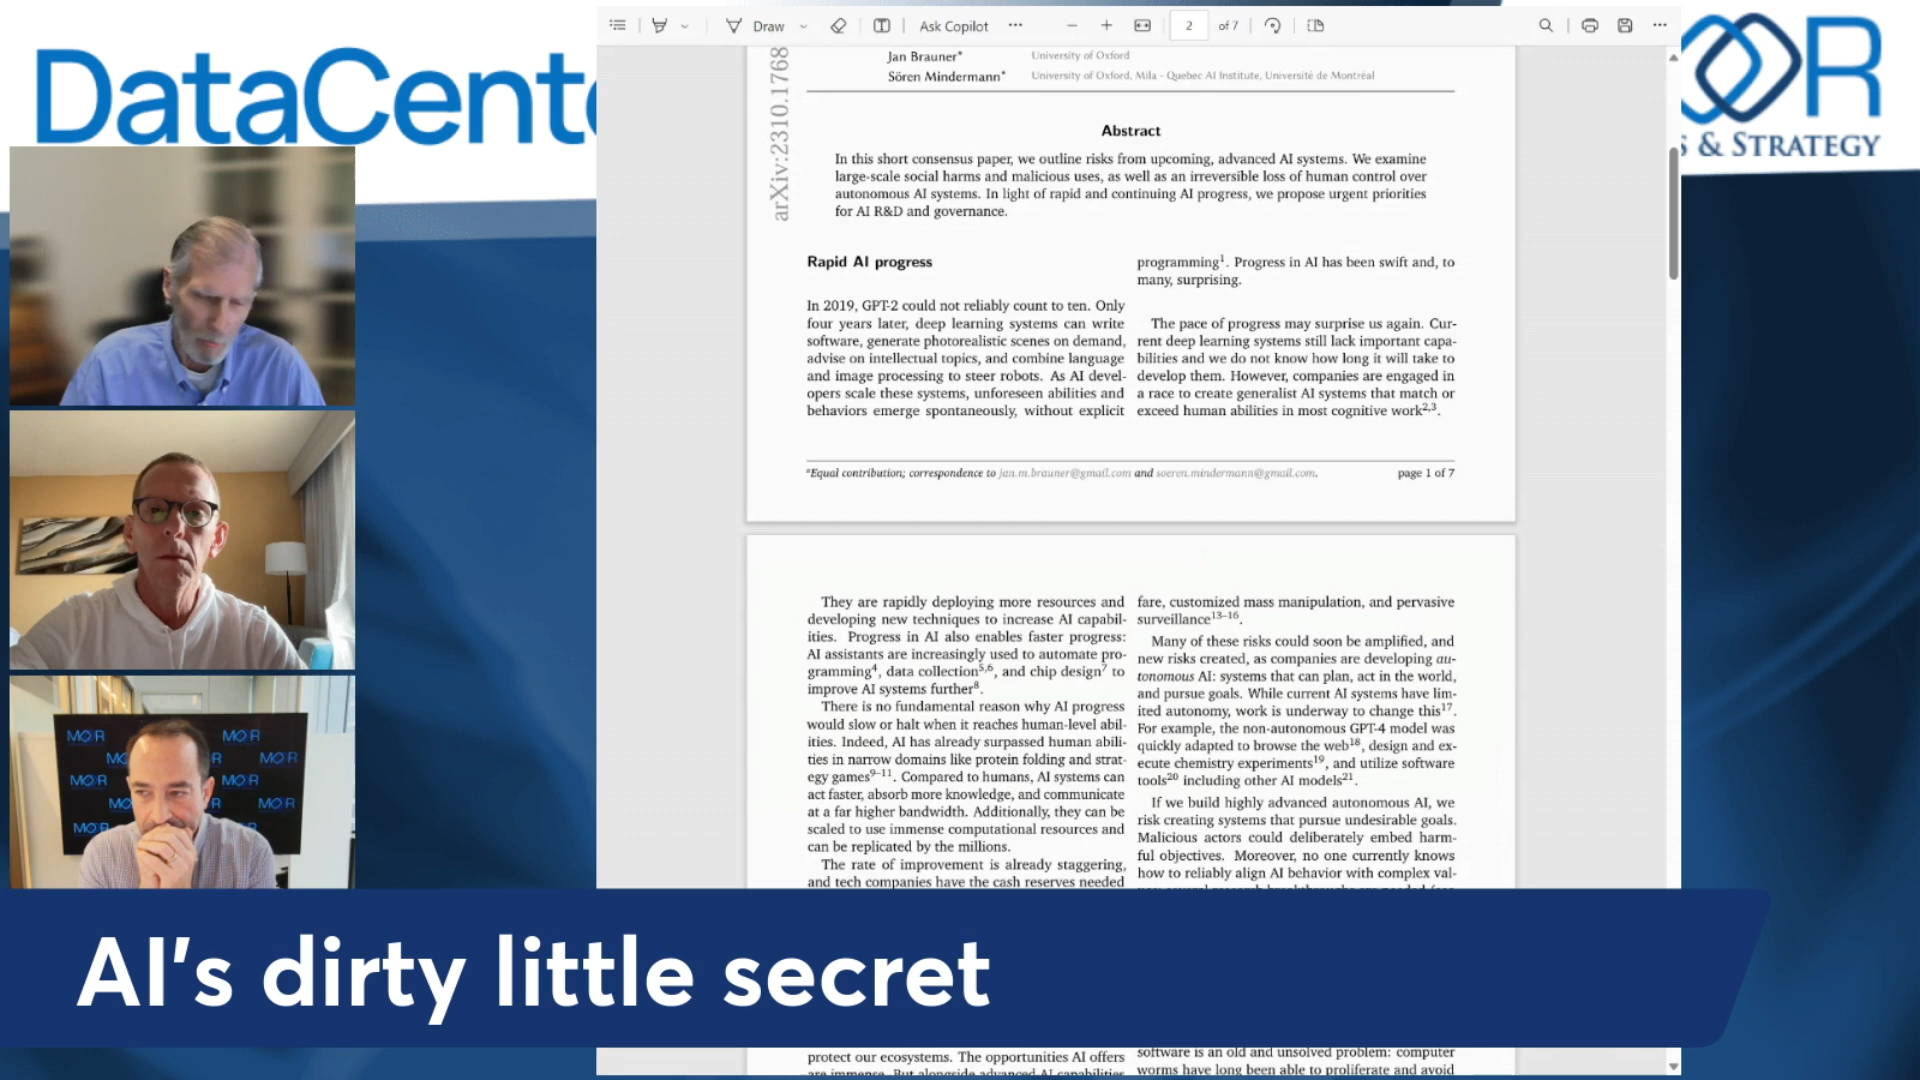 DataCent
OR
S & STRATEGY
Draw
Ask Copilot
2
of 7
arXiv:2310.1768
Jan Brauner*
University of Oxford
Sören Mindermann*
University of Oxford, Mila - Quebec AI Institute, Université de Montréal
Abstract
In this short consensus paper, we outline risks from upcoming, advanced AI systems. We examine
large-scale social harms and malicious uses, as well as an irreversible loss of human control over
autonomous AI systems. In light of rapid and continuing AI progress, we propose urgent priorities
for AI R&D and governance.
Rapid AI progress
In 2019, GPT-2 could not reliably count to ten. Only
four years later, deep learning systems can write
software, generate photorealistic scenes on demand,
advise on intellectual topics, and combine language
and image processing to steer robots. As AI devel-
opers scale these systems, unforeseen abilities and
behaviors emerge spontaneously, without explicit
programming1. Progress in AI has been swift and, to
many, surprising.
The pace of progress may surprise us again. Cur-
rent deep learning systems still lack important capa-
bilities and we do not know how long it will take to
develop them. However, companies are engaged in
a race to create generalist AI systems that match or
exceed human abilities in most cognitive work2,3.
*Equal contribution; correspondence to jan.m.brauner@gmail.com and soeren.mindermann@gmail.com.
page 1 of 7
They are rapidly deploying more resources and
developing new techniques to increase AI capabil-
ities. Progress in AI also enables faster progress:
AI assistants are increasingly used to automate pro-
gramming4, data collection5,6, and chip design7 to
improve AI systems further8.
There is no fundamental reason why AI progress
would slow or halt when it reaches human-level abil-
ities. Indeed, AI has already surpassed human abili-
ties in narrow domains like protein folding and strat-
egy games9–11. Compared to humans, AI systems can
act faster, absorb more knowledge, and communicate
at a far higher bandwidth. Additionally, they can be
scaled to use immense computational resources and
can be replicated by the millions.
The rate of improvement is already staggering,
and tech companies have the cash reserves needed
protect our ecosystems. The opportunities AI offers
are immense. But alongside advanced AI capabilities
fare, customized mass manipulation, and pervasive
surveillance13–16.
Many of these risks could soon be amplified, and
new risks created, as companies are developing au-
tonomous AI: systems that can plan, act in the world,
and pursue goals. While current AI systems have lim-
ited autonomy, work is underway to change this17.
For example, the non-autonomous GPT-4 model was
quickly adapted to browse the web18, design and ex-
ecute chemistry experiments19, and utilize software
tools20 including other AI models21.
If we build highly advanced autonomous AI, we
risk creating systems that pursue undesirable goals.
Malicious actors could deliberately embed harm-
ful objectives. Moreover, no one currently knows
how to reliably align AI behavior with complex val-
software is an old and unsolved problem: computer
worms have long been able to proliferate and avoid
MOOR MOOR
MO
MOOR
MOOR MOOR
MO R MOOR
MOOR
AI's dirty little secret